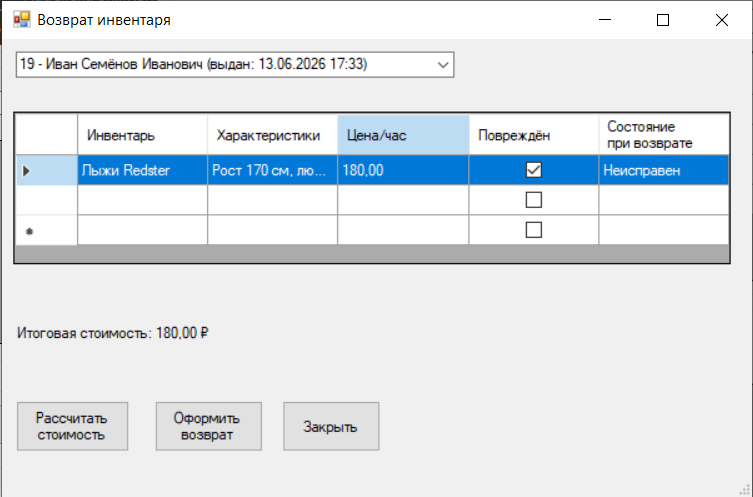 Возврат инвентаря
19 - Иван Семёнов Иванович (выдан: 13.06.2026 17:33)
Инвентарь Характеристики Цена/час Повреждён Состояние при возврате
Лыжи Redster Рост 170 см, лю... 180,00 Неисправен
Итоговая стоимость: 180,00 ₽
Рассчитать стоимость
Оформить возврат
Закрыть